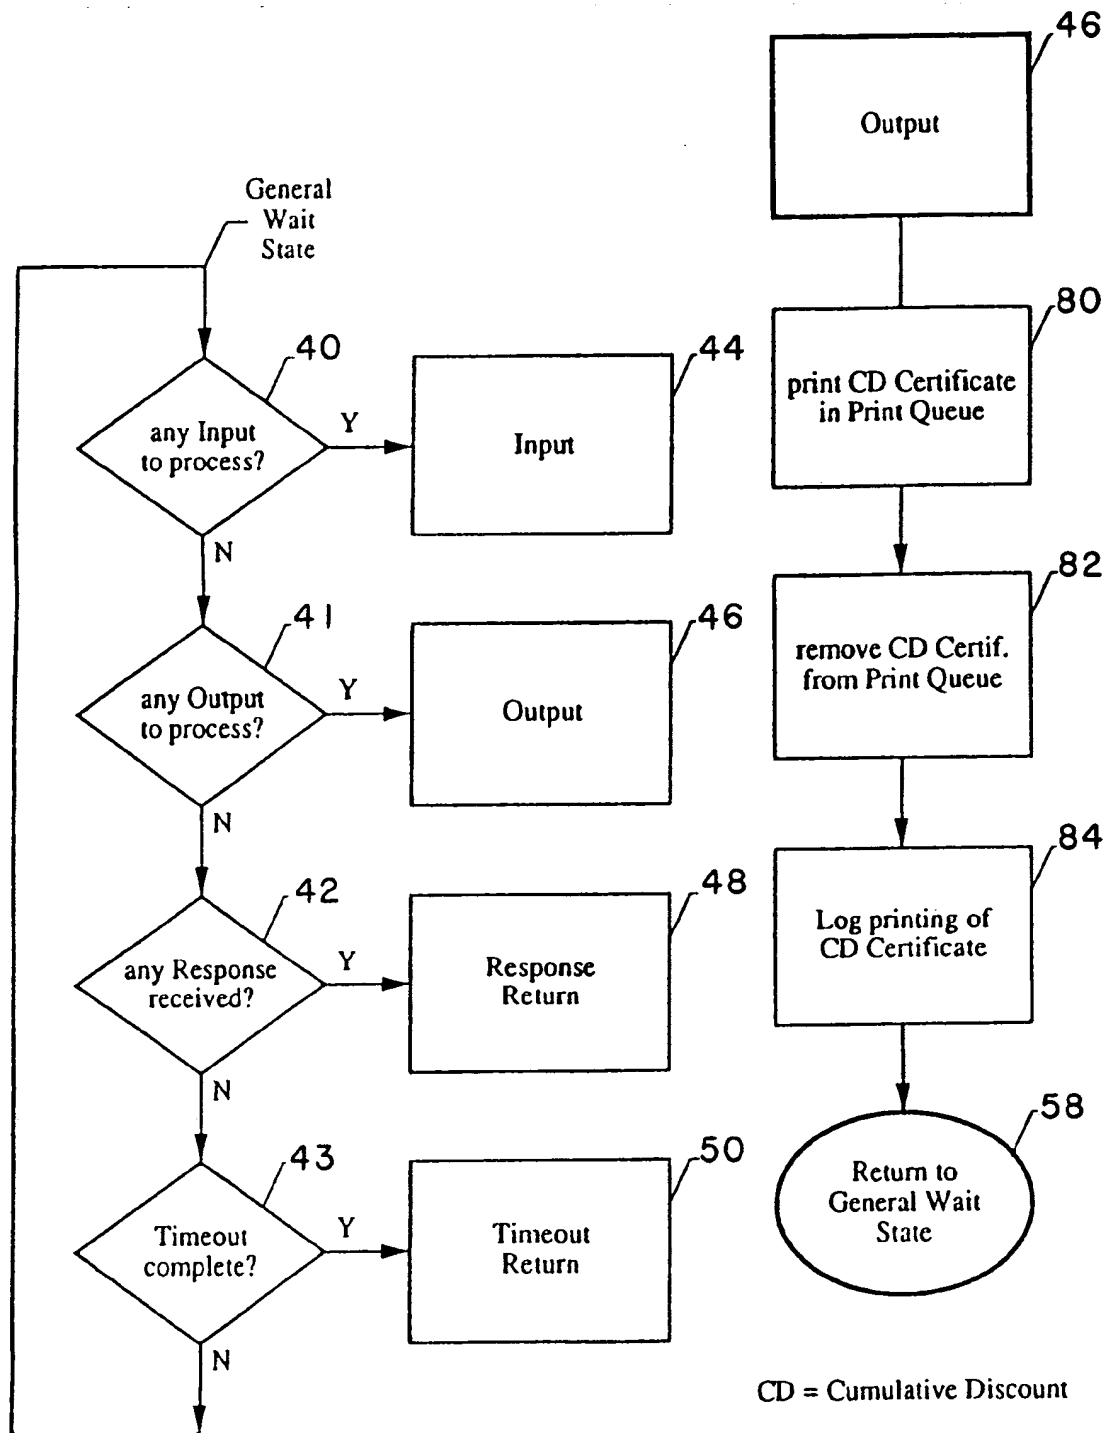 General
Wait
State
40
any Input
to process?
Y
44
Input
N
41
any Output
to process?
Y
46
Output
N
42
any Response
received?
Y
48
Response
Return
N
43
Timeout
complete?
Y
50
Timeout
Return
N
46
Output
80
print CD Certificate
in Print Queue
82
remove CD Certif.
from Print Queue
84
Log printing of
CD Certificate
58
Return to
General Wait
State
CD = Cumulative Discount